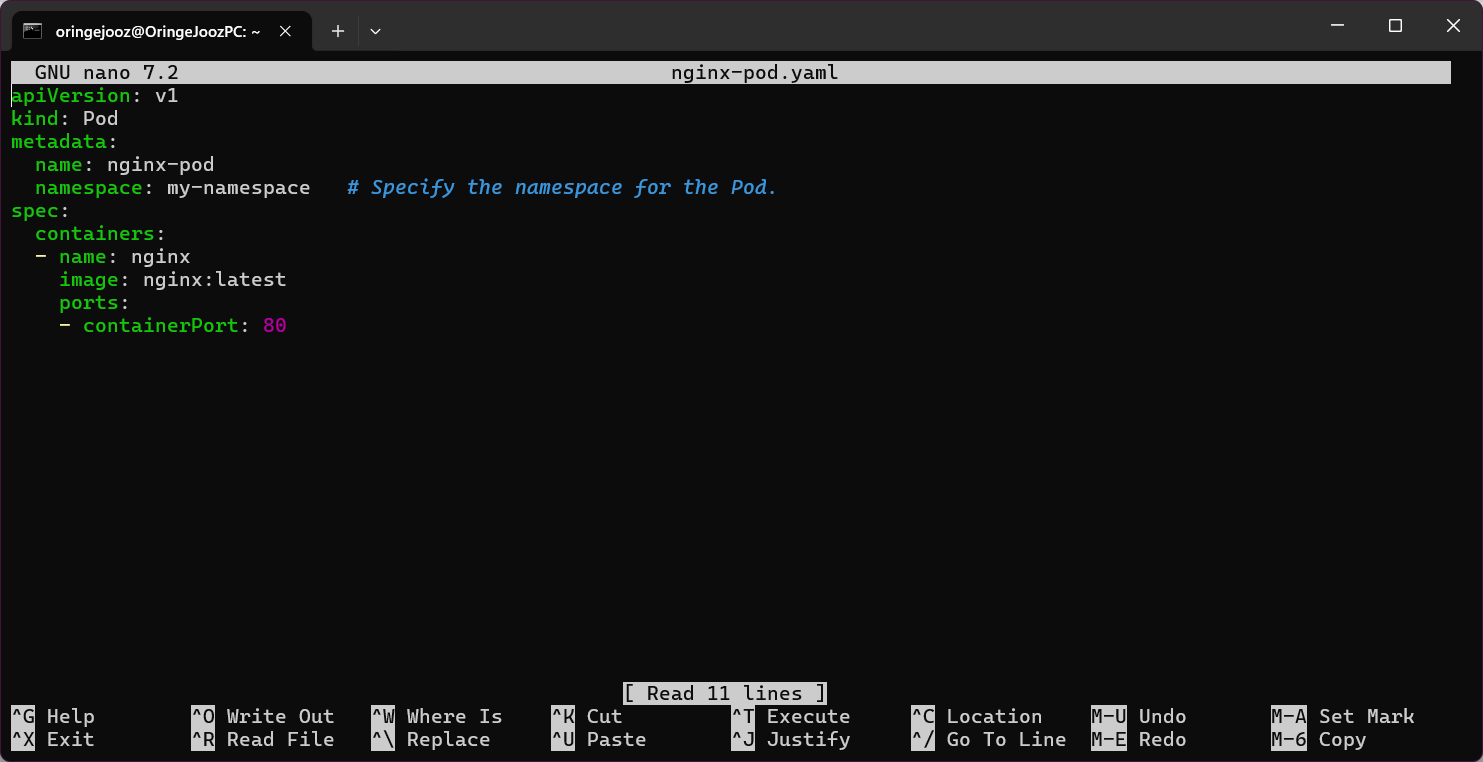 oringejooz@OringeJoozPC: ~
GNU nano 7.2 nginx-pod.yaml
apiVersion: v1
kind: Pod
metadata:
  name: nginx-pod
  namespace: my-namespace   # Specify the namespace for the Pod.
spec:
  containers:
  - name: nginx
    image: nginx:latest
    ports:
    - containerPort: 80
[ Read 11 lines ]
^G Help ^O Write Out ^W Where Is ^K Cut ^T Execute ^C Location M-U Undo M-A Set Mark
^X Exit ^R Read File ^\ Replace ^U Paste ^J Justify ^/ Go To Line M-E Redo M-6 Copy